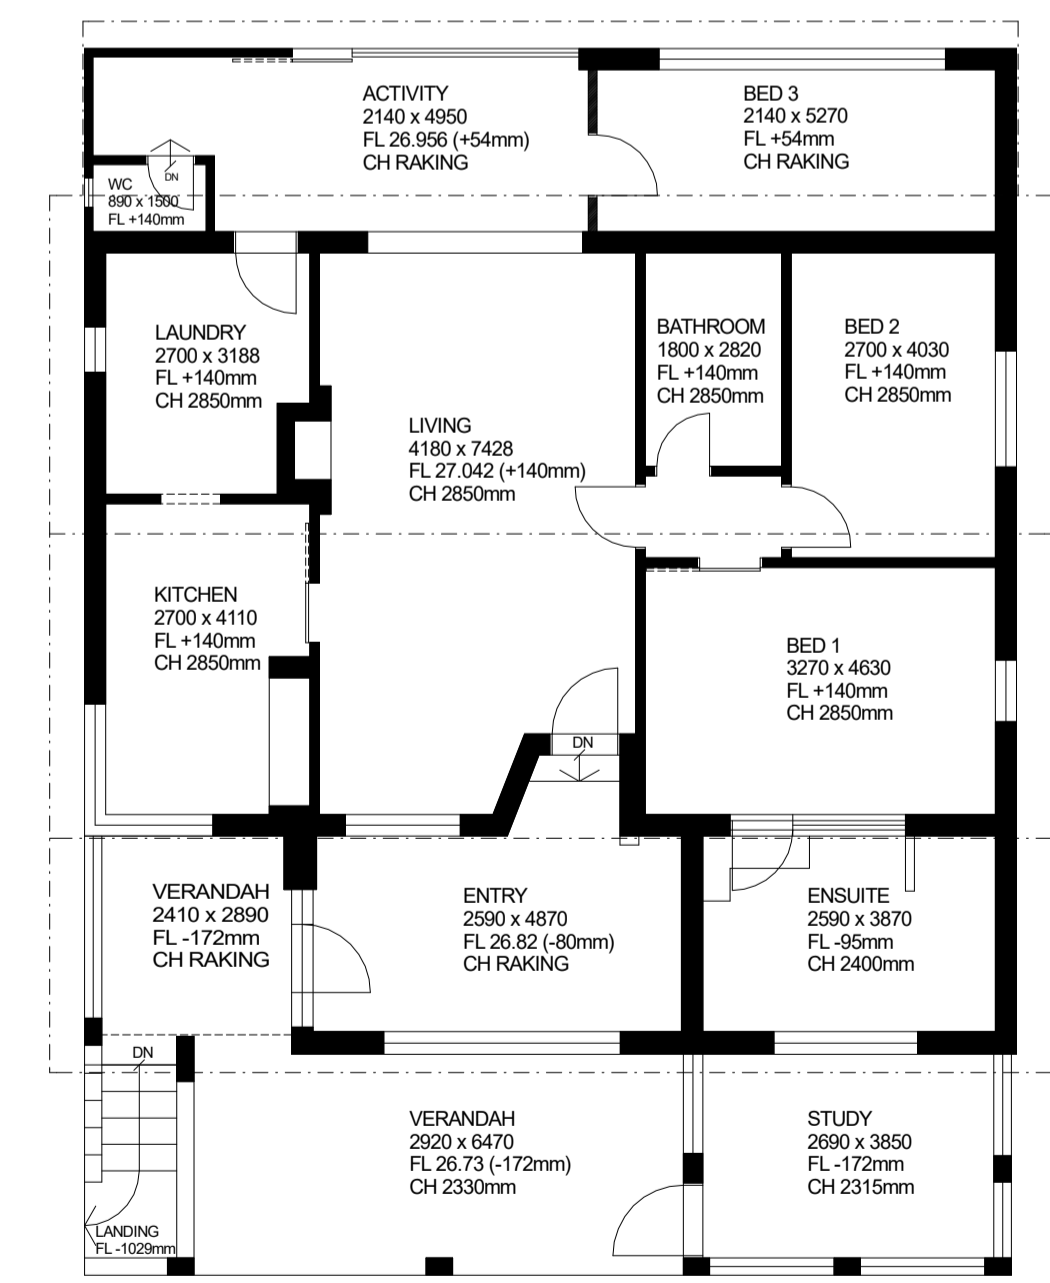 ACTIVITY
2140 x 4950
FL 26.956 (+54mm)
CH RAKING
BED 3
2140 x 5270
FL +54mm
CH RAKING
DN
WC
890 x 1500
FL +140mm
LAUNDRY
2700 x 3188
FL +140mm
CH 2850mm
BATHROOM
1800 x 2820
FL +140mm
CH 2850mm
BED 2
2700 x 4030
FL +140mm
CH 2850mm
LIVING
4180 x 7428
FL 27.042 (+140mm)
CH 2850mm
KITCHEN
2700 x 4110
FL +140mm
CH 2850mm
BED 1
3270 x 4630
FL +140mm
CH 2850mm
DN
VERANDAH
2410 x 2890
FL -172mm
CH RAKING
ENTRY
2590 x 4870
FL 26.82 (-80mm)
CH RAKING
ENSUITE
2590 x 3870
FL -95mm
CH 2400mm
DN
VERANDAH
2920 x 6470
FL 26.73 (-172mm)
CH 2330mm
STUDY
2690 x 3850
FL -172mm
CH 2315mm
LANDING
FL -1029mm